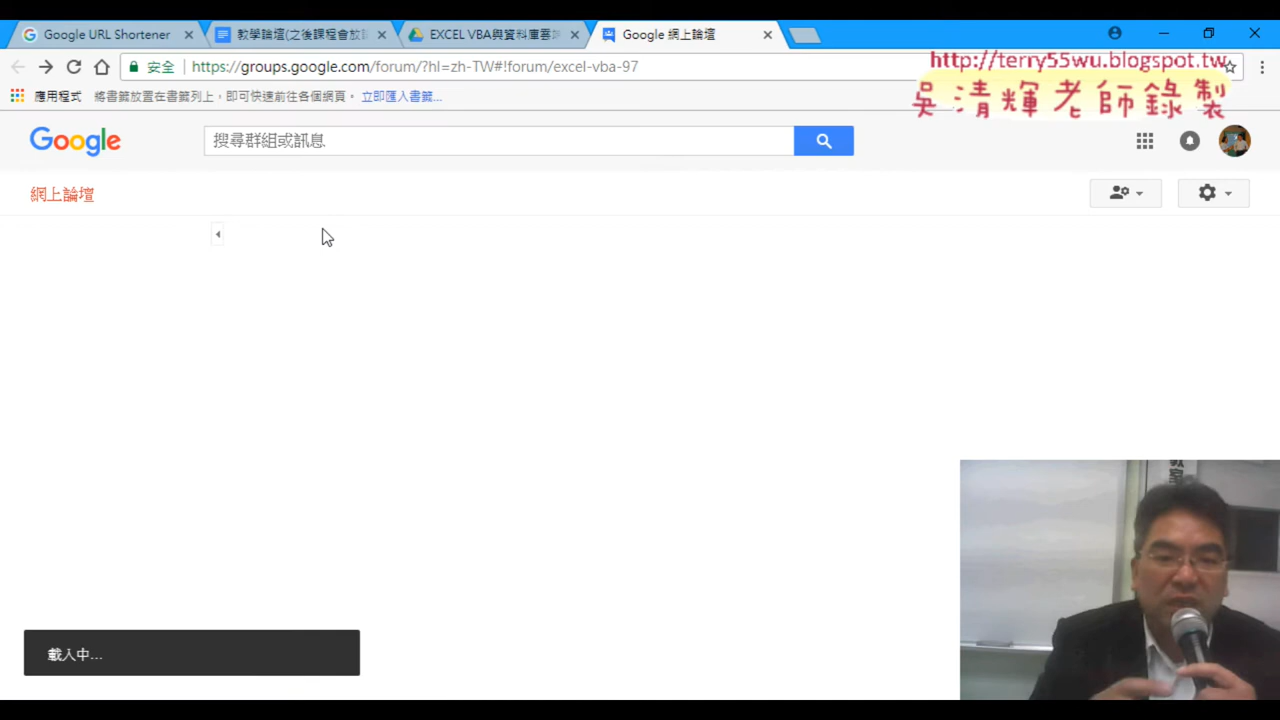 Google URL Shortener
教學論壇(之後課程會放
EXCEL VBA與資料庫雲
Google 網上論壇
安全
https://groups.google.com/forum/?hl=zh-TW#!forum/excel-vba-97
http://terry55wu.blogspot.tw
吳清輝老師錄製
應用程式
將書籤放置在書籤列上，即可快速前往各個網頁。
立即匯入書籤...
Google
搜尋群組或訊息
網上論壇
教室
載入中...